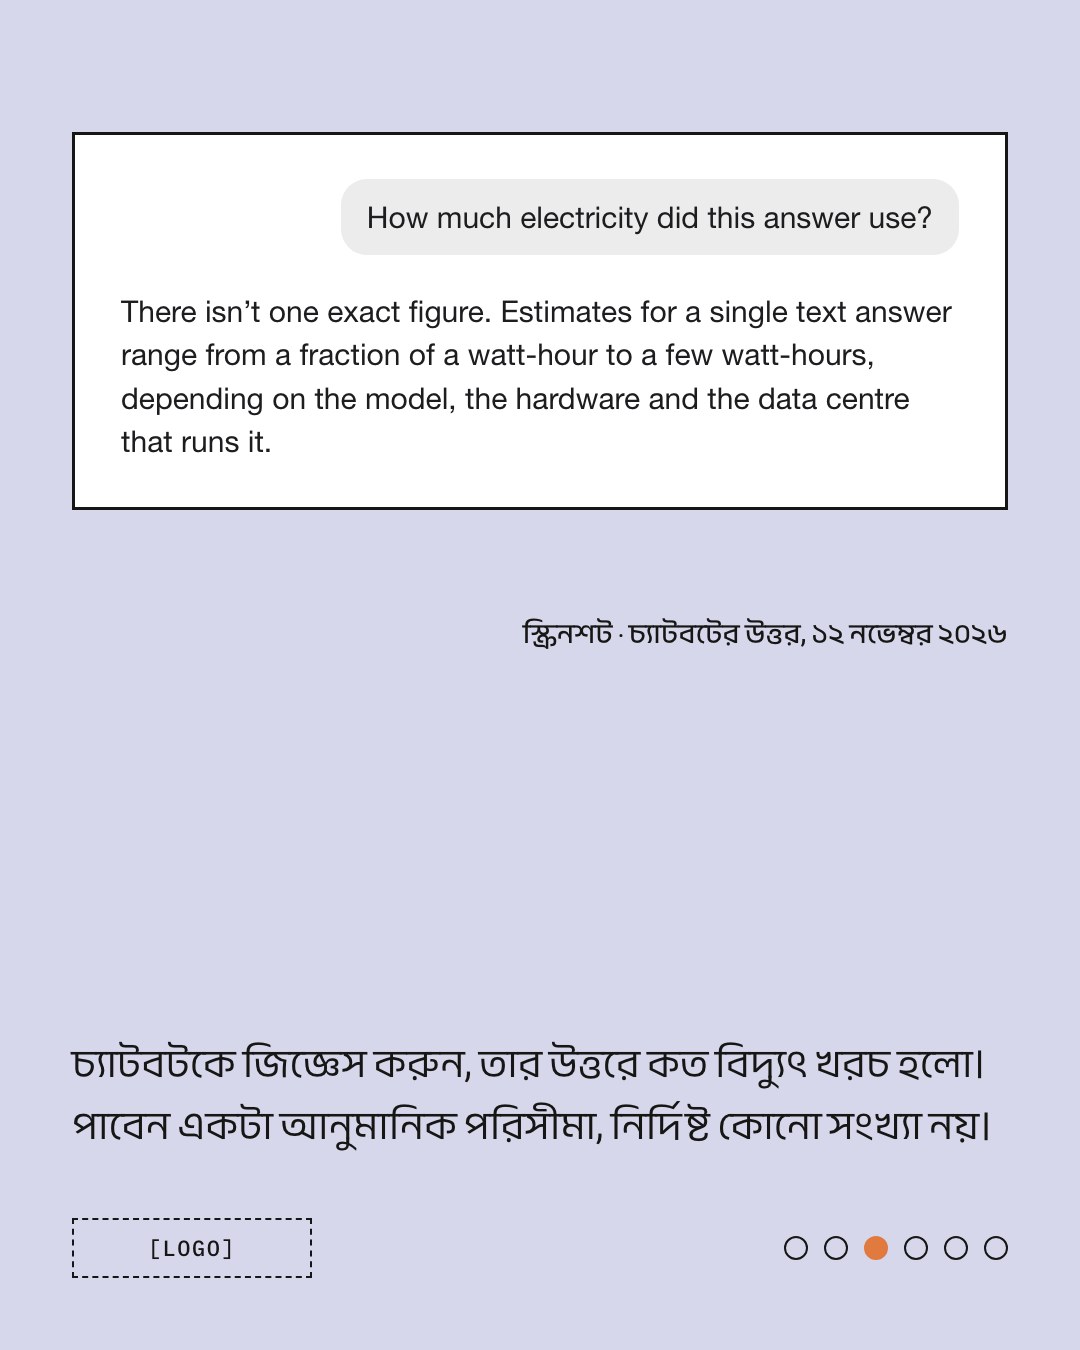 How much electricity did this answer use?
There isn’t one exact figure. Estimates for a single text answer
range from a fraction of a watt-hour to a few watt-hours,
depending on the model, the hardware and the data centre
that runs it.
স্ক্রিনশট · চ্যাটবটের উত্তর, ১২ নভেম্বর ২০২৬
চ্যাটবটকে জিজ্ঞেস করুন, তার উত্তরে কত বিদ্যুৎ খরচ হলো।
পাবেন একটা আনুমানিক পরিসীমা, নির্দিষ্ট কোনো সংখ্যা নয়।
[LOGO]